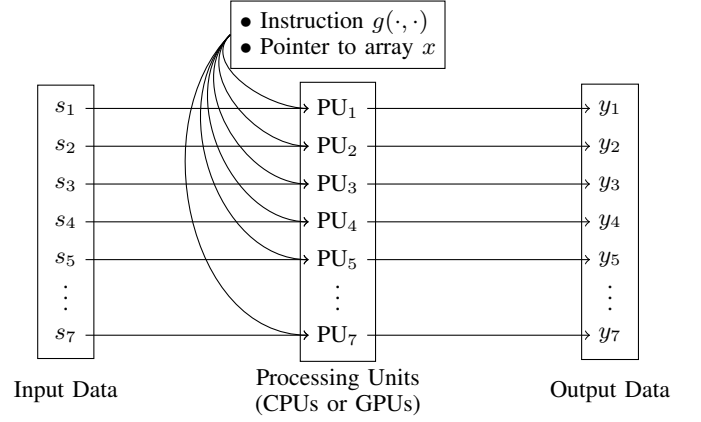 • Instruction g(·, ·)
• Pointer to array x
s₁ PU₁ y₁
s₂ PU₂ y₂
s₃ PU₃ y₃
s₄ PU₄ y₄
s₅ PU₅ y₅
⋮ ⋮ ⋮
s₇ PU₇ y₇
Input Data
Processing Units
(CPUs or GPUs)
Output Data